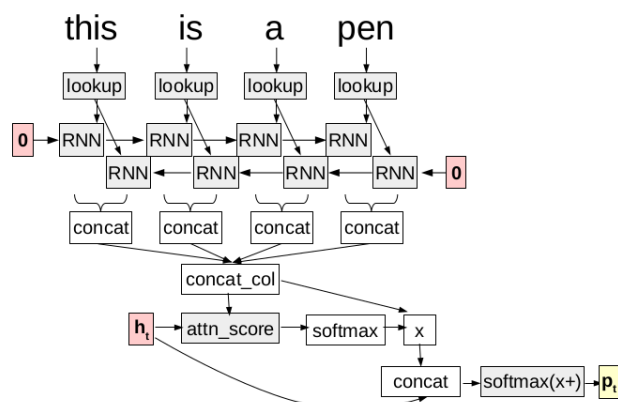 this is a pen
lookup lookup lookup lookup
0 RNN RNN RNN RNN
RNN RNN RNN RNN 0
concat concat concat concat
concat_col
h_t attn_score softmax x
concat softmax(x+) p_t